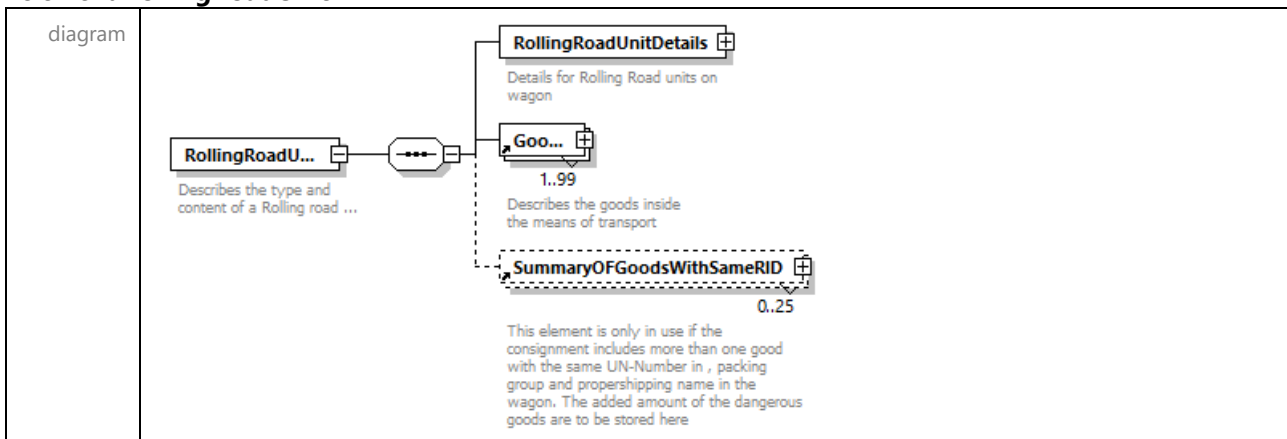 diagram
RollingRoadUnitDetails
Details for Rolling Road units on
wagon
RollingRoadU...
Describes the type and
content of a Rolling road ...
Goo...
1..99
Describes the goods inside
the means of transport
SummaryOFGoodsWithSameRID
0..25
This element is only in use if the
consignment includes more than one good
with the same UN-Number in , packing
group and propershipping name in the
wagon. The added amount of the dangerous
goods are to be stored here